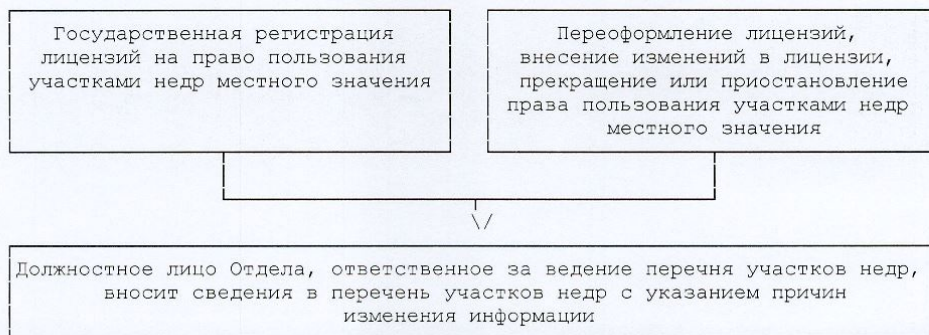 Государственная регистрация
лицензий на право пользования
участками недр местного значения
Переоформление лицензий,
внесение изменений в лицензии,
прекращение или приостановление
права пользования участками недр
местного значения
\/
Должностное лицо Отдела, ответственное за ведение перечня участков недр,
вносит сведения в перечень участков недр с указанием причин
изменения информации